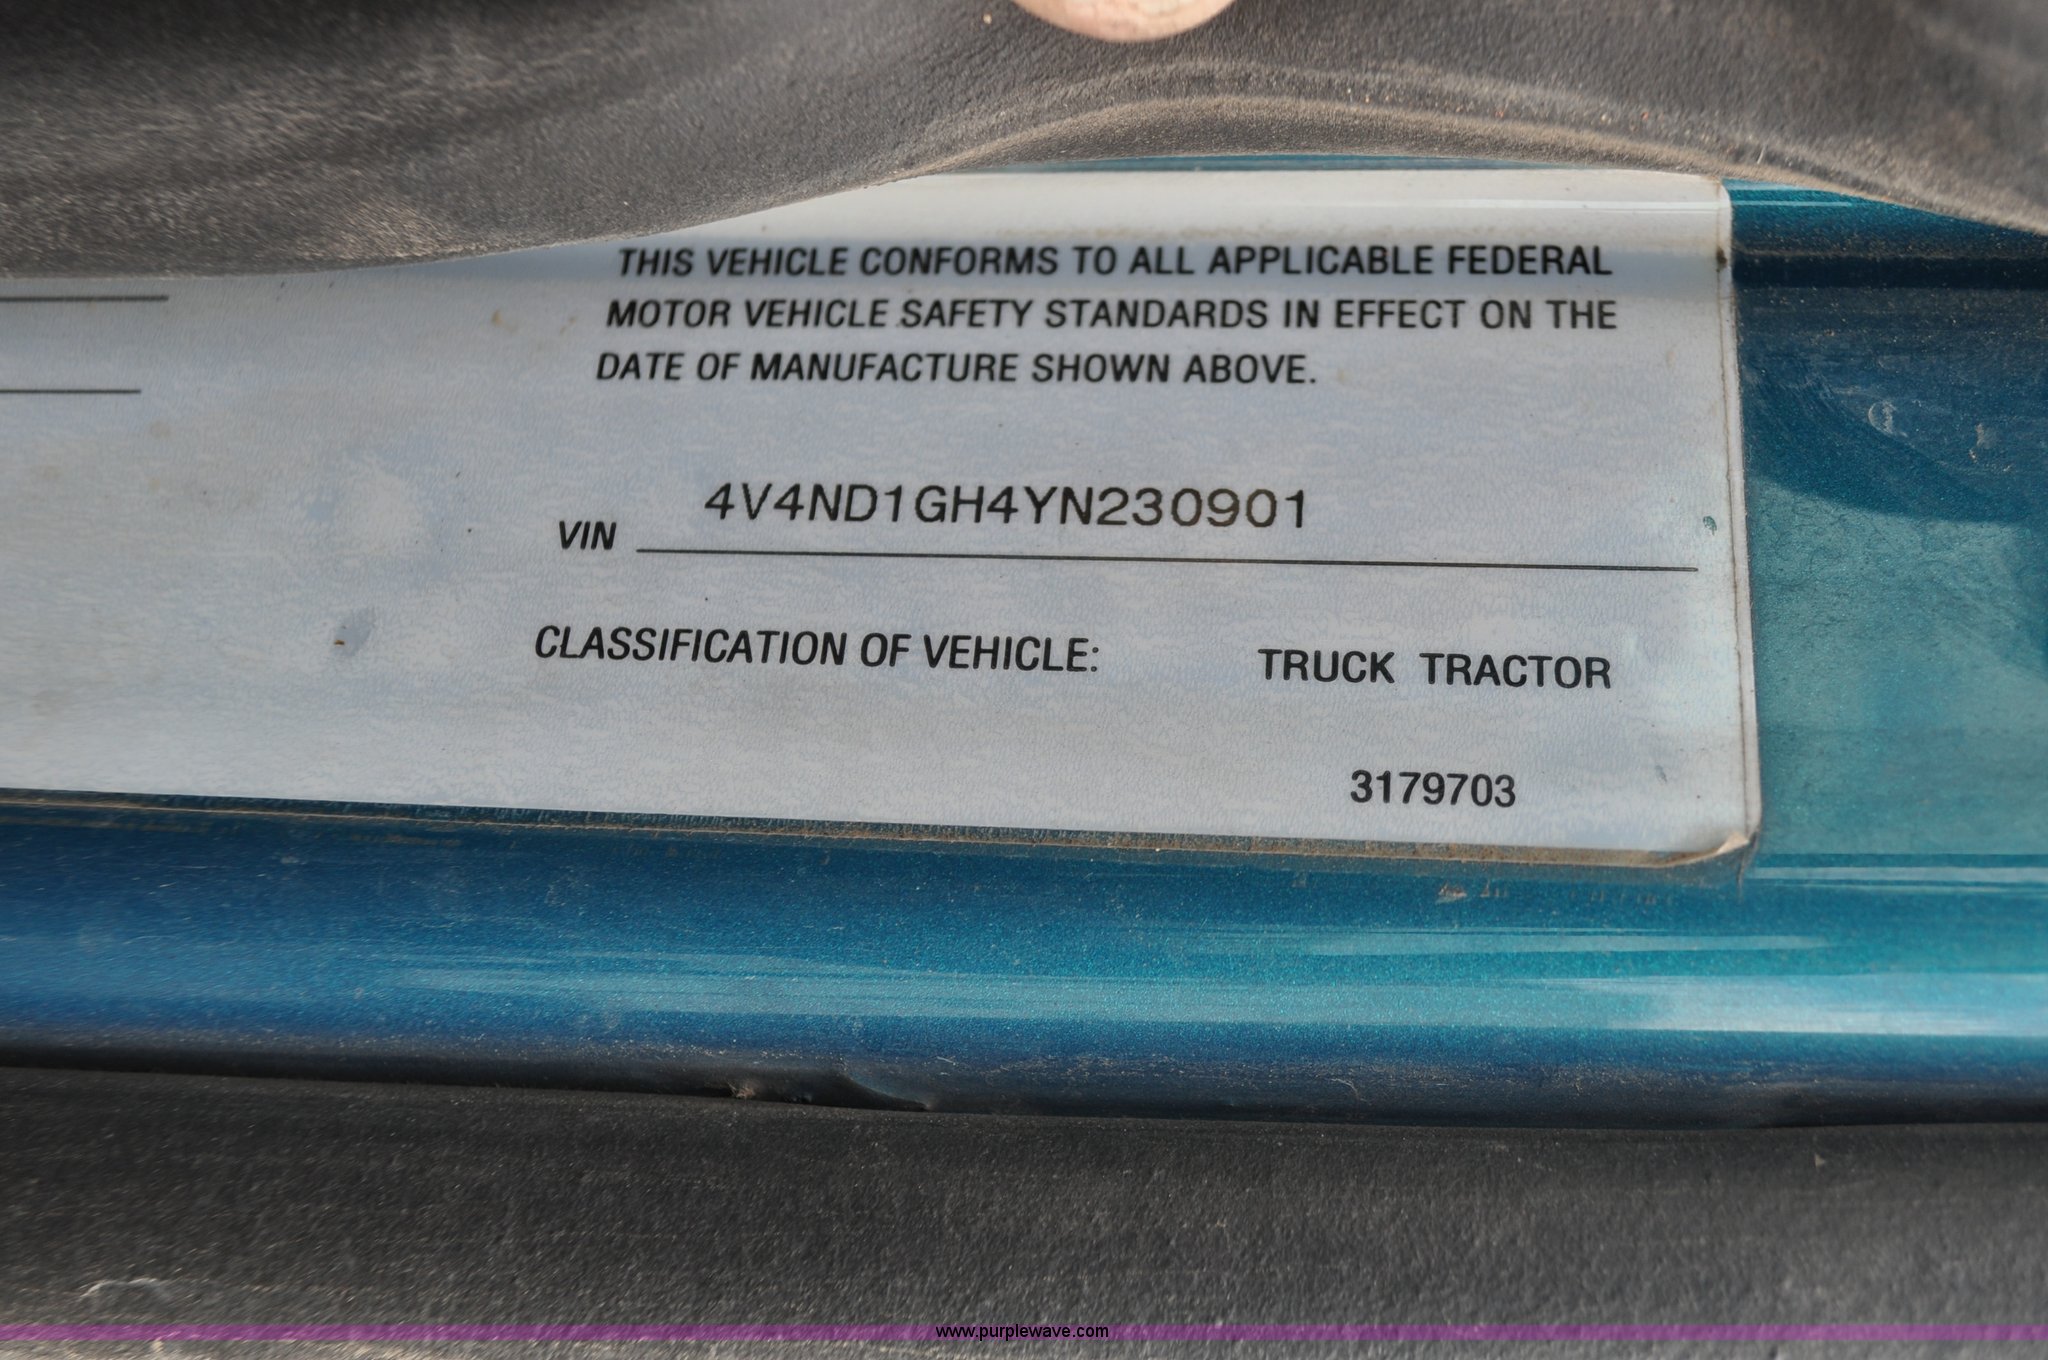 THIS VEHICLE CONFORMS TO ALL APPLICABLE FEDERAL
MOTOR VEHICLE SAFETY STANDARDS IN EFFECT ON THE
DATE OF MANUFACTURE SHOWN ABOVE.
VIN 4V4ND1GH4YN230901
CLASSIFICATION OF VEHICLE: TRUCK TRACTOR
3179703
www.purplewave.com